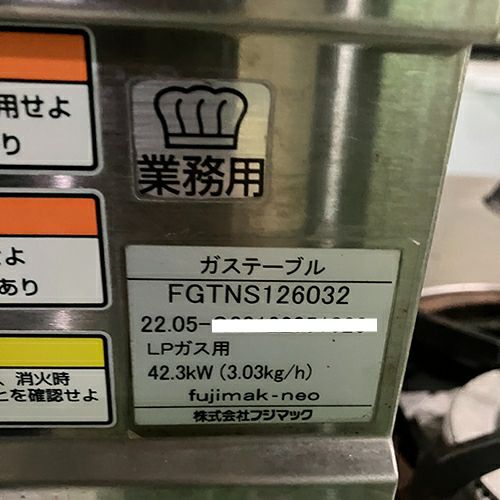 用せよ
り
業務用
よ
あり
、消火時
とを確認せよ
ガステーブル
FGTNS126032
22.05-
LPガス用
42.3kW (3.03kg/h)
fujimak-neo
株式会社フジマック